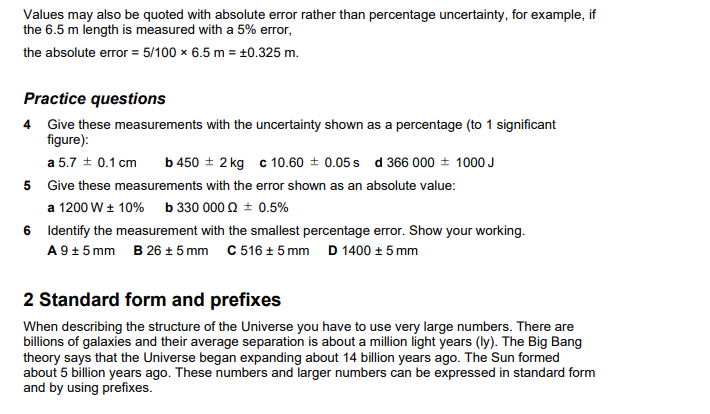 Values may also be quoted with absolute error rather than percentage uncertainty, for example, if
the 6.5 m length is measured with a 5% error,
the absolute error = 5/100 × 6.5 m = ±0.325 m.
Practice questions
4 Give these measurements with the uncertainty shown as a percentage (to 1 significant
figure):
a 5.7 ± 0.1 cm b 450 ± 2 kg c 10.60 ± 0.05 s d 366 000 ± 1000 J
5 Give these measurements with the error shown as an absolute value:
a 1200 W ± 10% b 330 000 Ω ± 0.5%
6 Identify the measurement with the smallest percentage error. Show your working.
A 9 ± 5 mm B 26 ± 5 mm C 516 ± 5 mm D 1400 ± 5 mm
2 Standard form and prefixes
When describing the structure of the Universe you have to use very large numbers. There are
billions of galaxies and their average separation is about a million light years (ly). The Big Bang
theory says that the Universe began expanding about 14 billion years ago. The Sun formed
about 5 billion years ago. These numbers and larger numbers can be expressed in standard form
and by using prefixes.